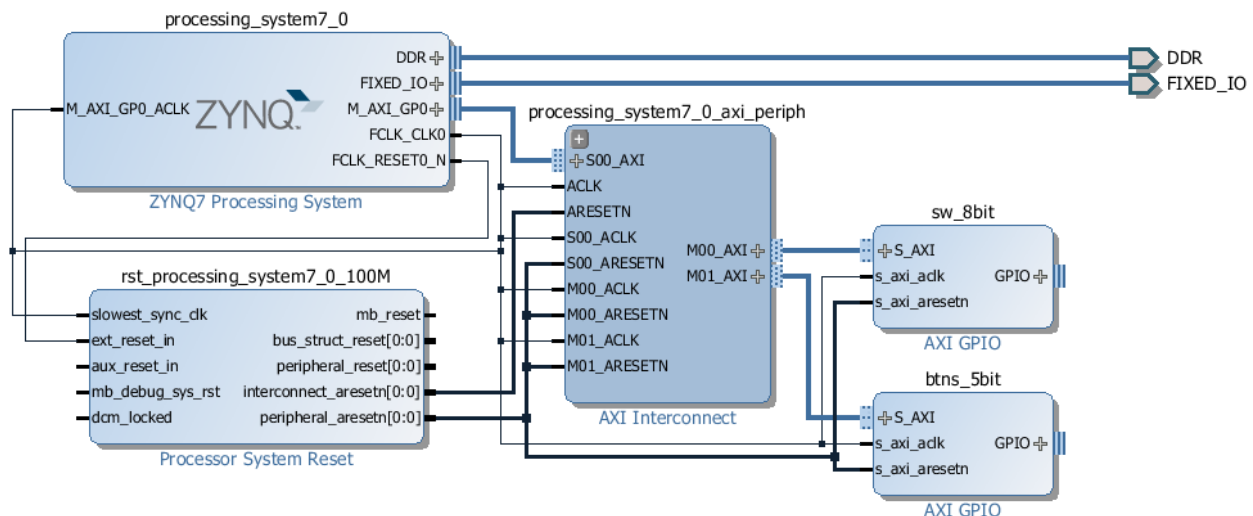 processing_system7_0
DDR
FIXED_IO
M_AXI_GP0_ACLK
ZYNQ
M_AXI_GP0
FCLK_CLK0
FCLK_RESET0_N
ZYNQ7 Processing System
DDR
FIXED_IO
processing_system7_0_axi_periph
S00_AXI
ACLK
ARESETN
S00_ACLK
S00_ARESETN
M00_ACLK
M00_ARESETN
M01_ACLK
M01_ARESETN
M00_AXI
M01_AXI
AXI Interconnect
rst_processing_system7_0_100M
slowest_sync_clk
ext_reset_in
aux_reset_in
mb_debug_sys_rst
dcm_locked
mb_reset
bus_struct_reset[0:0]
peripheral_reset[0:0]
interconnect_aresetn[0:0]
peripheral_aresetn[0:0]
Processor System Reset
sw_8bit
S_AXI
s_axi_aclk
s_axi_aresetn
GPIO
AXI GPIO
btns_5bit
S_AXI
s_axi_aclk
s_axi_aresetn
GPIO
AXI GPIO